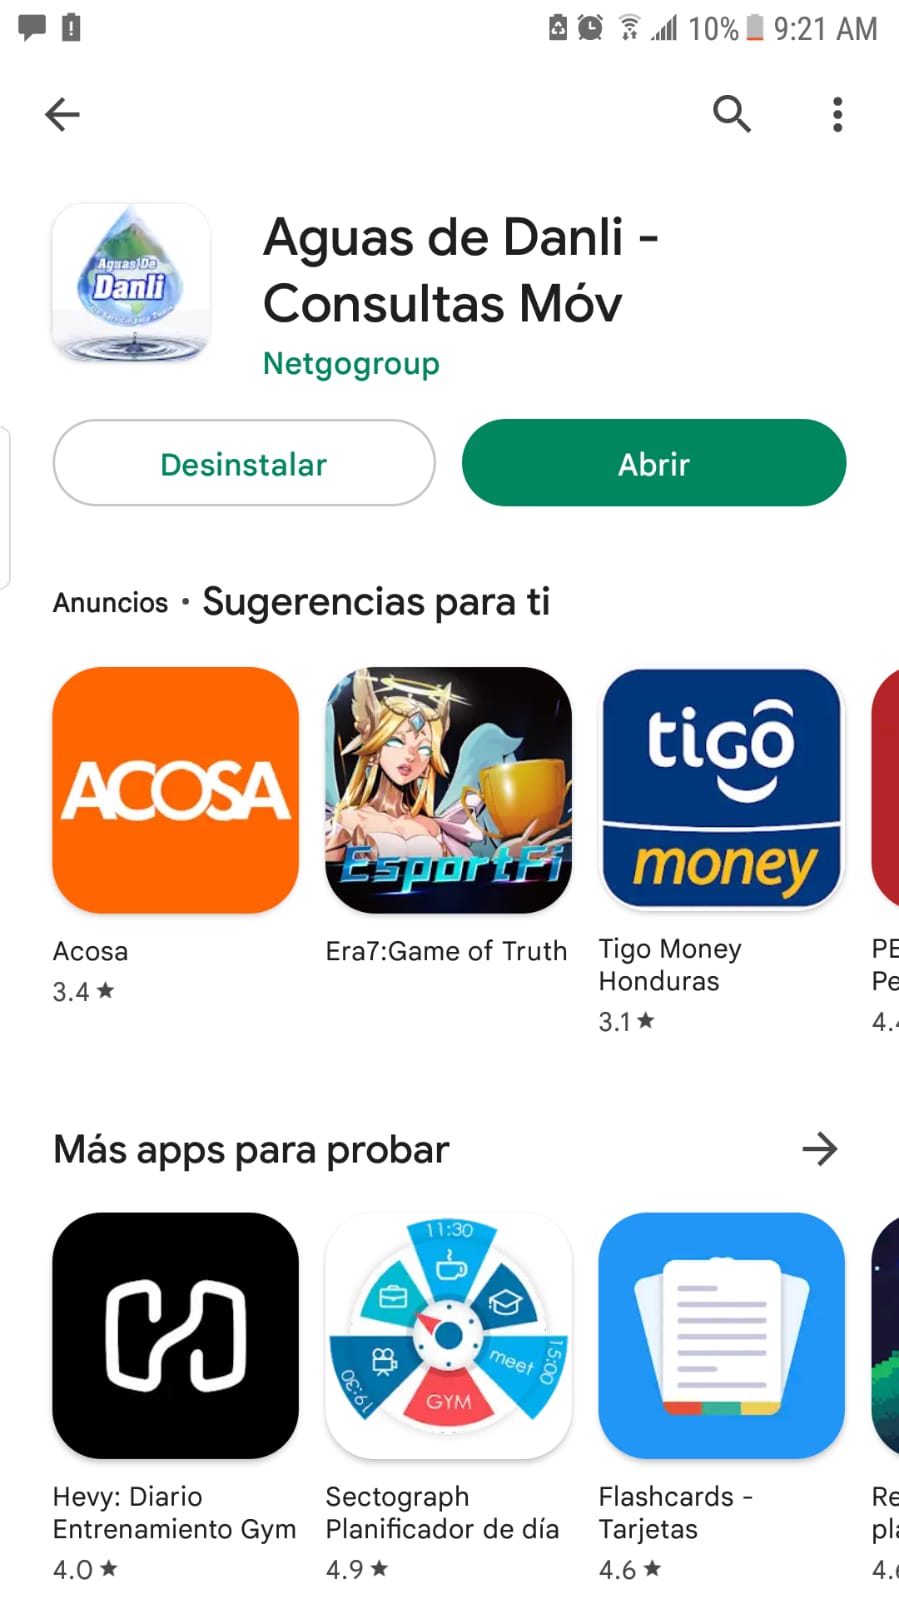 10% 9:21 AM
Aguas de Danli -
Consultas Móv
Netgogroup
Aguas De
Danli
Desinstalar
Abrir
Anuncios • Sugerencias para ti
ACOSA
EsportFi
tigo
money
Acosa
3.4 ★
Era7:Game of Truth
Tigo Money
Honduras
3.1 ★
PE
Pe
4.4
Más apps para probar
11:30
15:00
meet
GYM
19:30
Hevy: Diario
Entrenamiento Gym
4.0 ★
Sectograph
Planificador de día
4.9 ★
Flashcards -
Tarjetas
4.6 ★
Re
pla